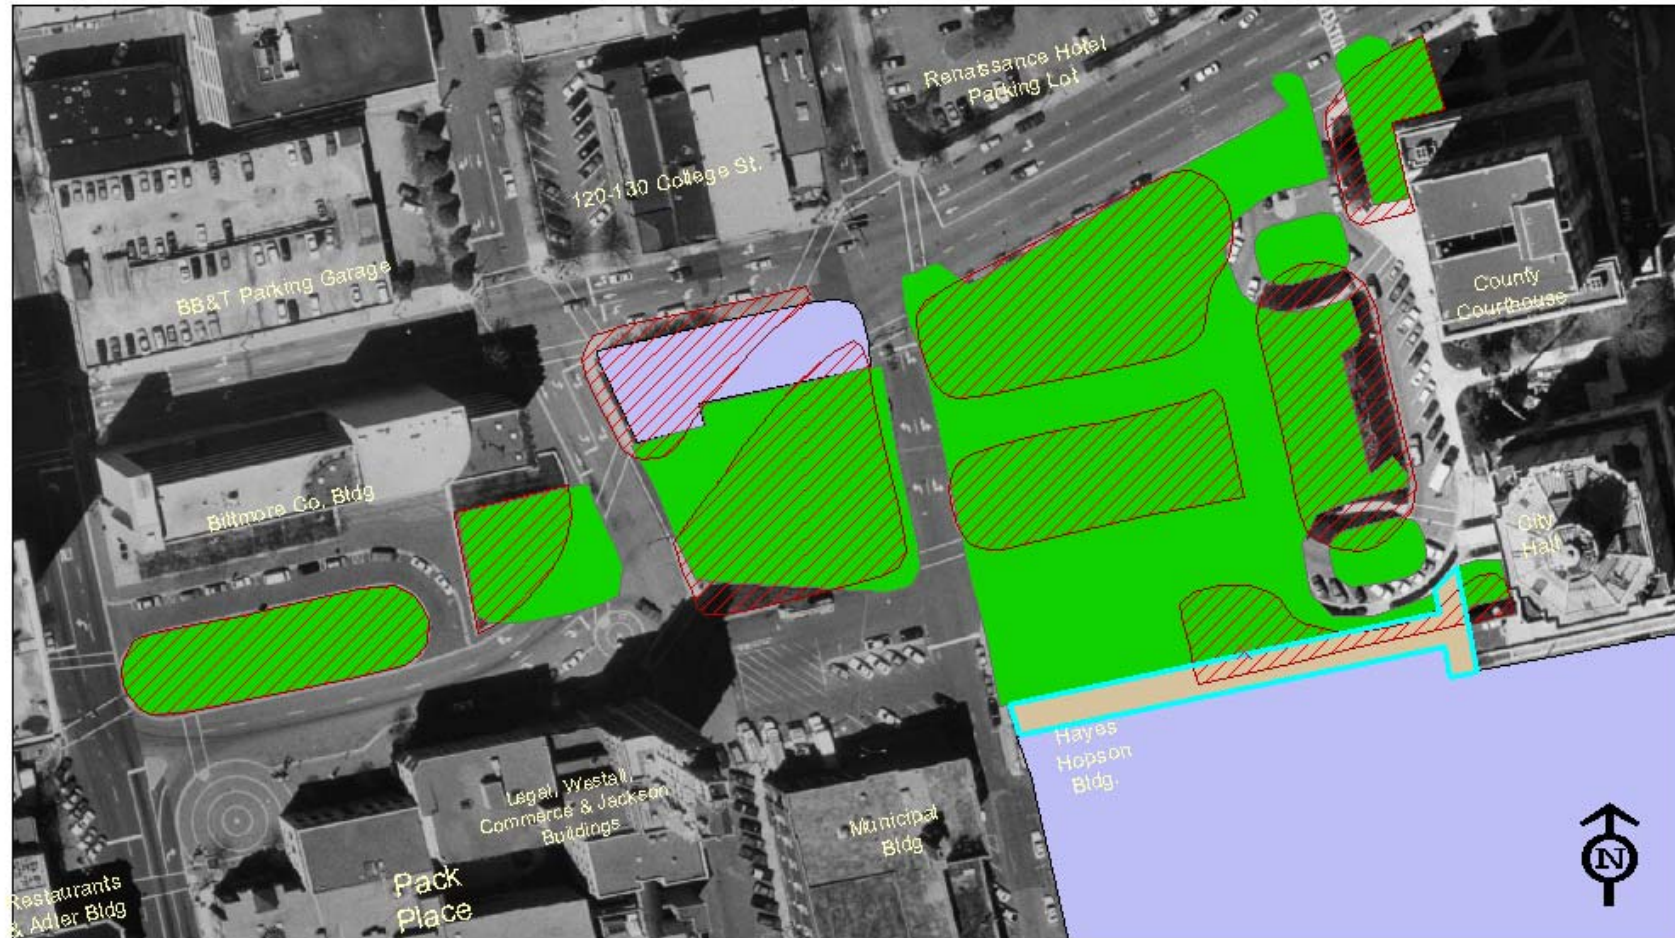 Renaissance Hotel
Parking Lot
120-130 College St.
BB&T Parking Garage
County
Courthouse
Biltmore Co. Bldg
City
Hall
Hayes
Hopson
Bldg.
Legal, Westall,
Commerce & Jackson
Buildings
Municipal
Bldg
Pack
Place
Restaurants
& Adler Bldg
N